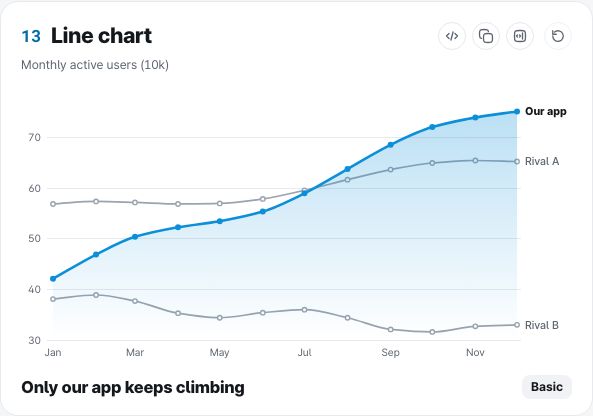 13 Line chart
Monthly active users (10k)
Our app
70
Rival A
60
50
40
Rival B
30
Jan Mar May Jul Sep Nov
Only our app keeps climbing
Basic